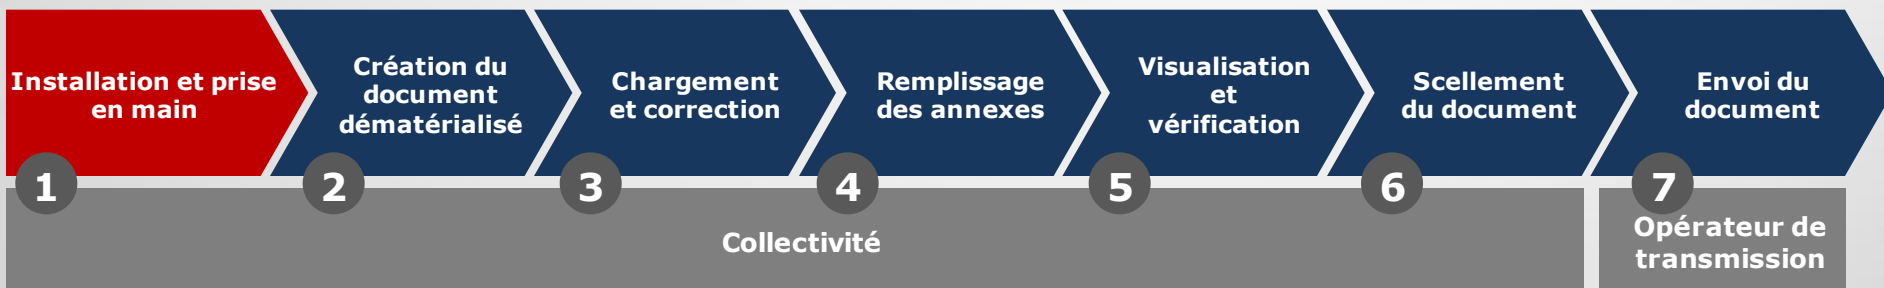 Installation et prise
en main
Création du
document
dématérialisé
Chargement
et correction
Remplissage
des annexes
Visualisation
et
vérification
Scellement
du document
Envoi du
document
1
2
3
4
5
6
7
Collectivité
Opérateur de
transmission